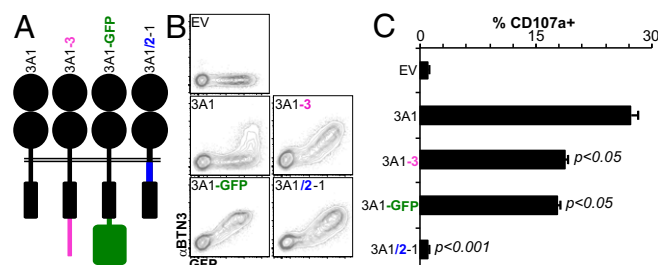 A
3A1
3A1-3
3A1-GFP
3A1/2-1
B
EV
3A1
3A1-3
3A1-GFP
3A1/2-1
αBTN3
GFP
C
% CD107a+
0 15 30
EV
3A1
3A1-3 p<0.05
3A1-GFP p<0.05
3A1/2-1 p<0.001